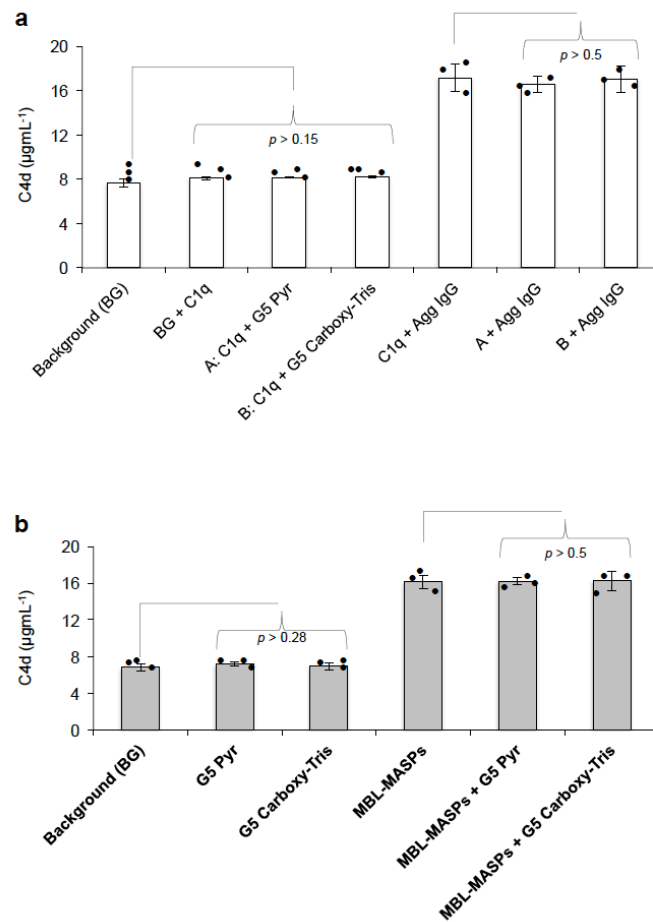 a
20
16
12
8
4
0
C4d (µgmL-1)
p > 0.15
p > 0.5
Background (BG)
BG + C1q
A: C1q + G5 Pyr
B: C1q + G5 Carboxy-Tris
C1q + Agg IgG
A + Agg IgG
B + Agg IgG
b
20
16
12
8
4
0
C4d (µgmL-1)
p > 0.28
p > 0.5
Background (BG)
G5 Pyr
G5 Carboxy-Tris
MBL-MASPs
MBL-MASPs + G5 Pyr
MBL-MASPs + G5 Carboxy-Tris